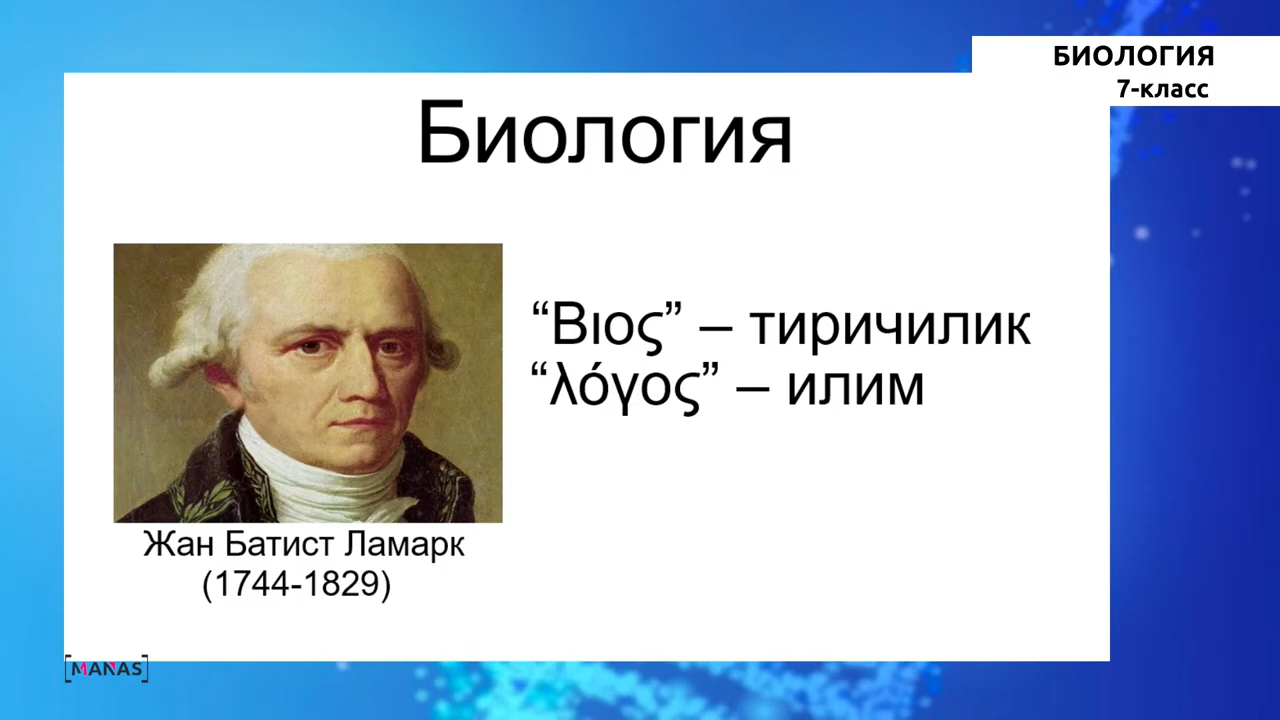 БИОЛОГИЯ
7-класс
Биология
“Βιος” – тиричилик
“λόγος” – илим
Жан Батист Ламарк
(1744-1829)
[MANAS]